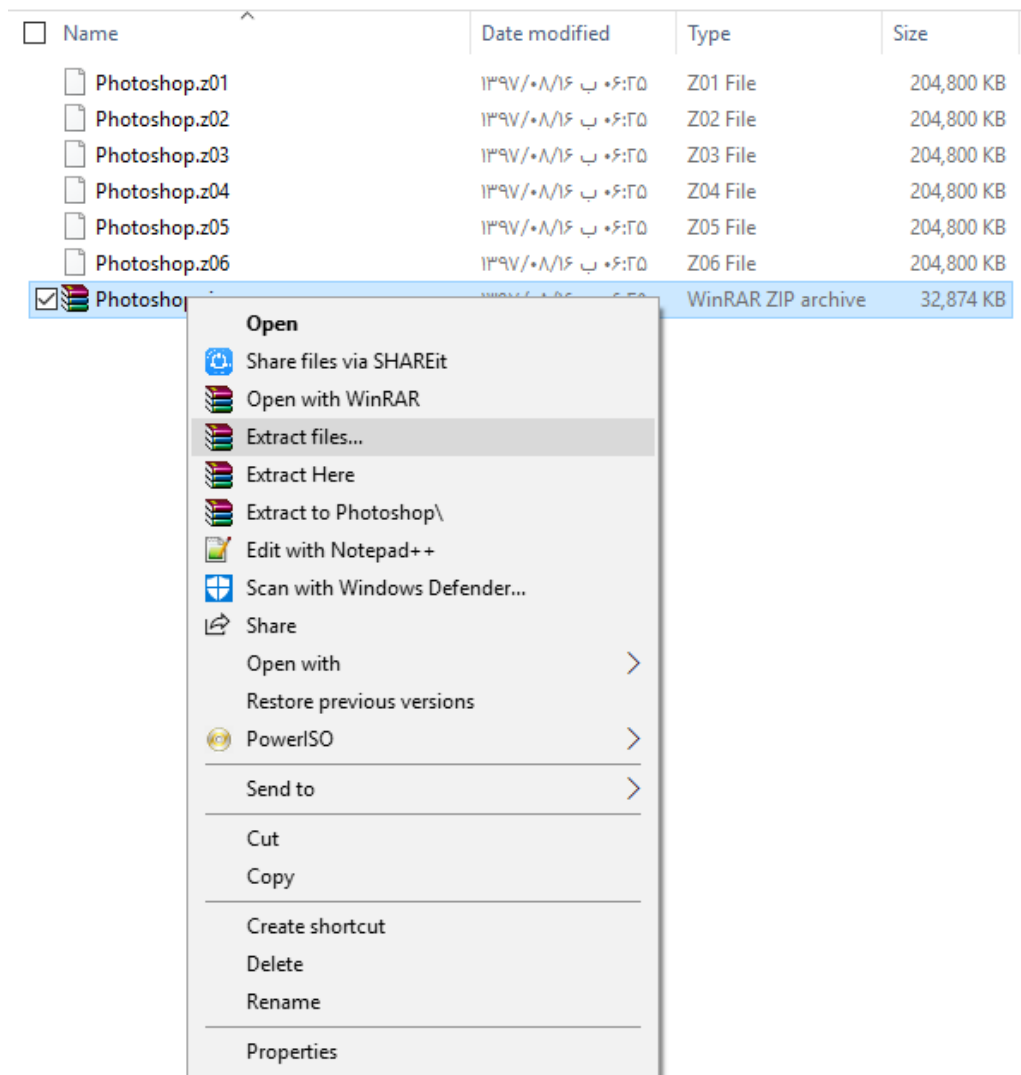 Name Date modified Type Size
Photoshop.z01 ۱۳۹۷/۰۸/۱۶ ب ۰۶:۲۵ Z01 File 204,800 KB
Photoshop.z02 ۱۳۹۷/۰۸/۱۶ ب ۰۶:۲۵ Z02 File 204,800 KB
Photoshop.z03 ۱۳۹۷/۰۸/۱۶ ب ۰۶:۲۵ Z03 File 204,800 KB
Photoshop.z04 ۱۳۹۷/۰۸/۱۶ ب ۰۶:۲۵ Z04 File 204,800 KB
Photoshop.z05 ۱۳۹۷/۰۸/۱۶ ب ۰۶:۲۵ Z05 File 204,800 KB
Photoshop.z06 ۱۳۹۷/۰۸/۱۶ ب ۰۶:۲۵ Z06 File 204,800 KB
Photoshop WinRAR ZIP archive 32,874 KB
Open
Share files via SHAREit
Open with WinRAR
Extract files...
Extract Here
Extract to Photoshop\
Edit with Notepad++
Scan with Windows Defender...
Share
Open with
Restore previous versions
PowerISO
Send to
Cut
Copy
Create shortcut
Delete
Rename
Properties